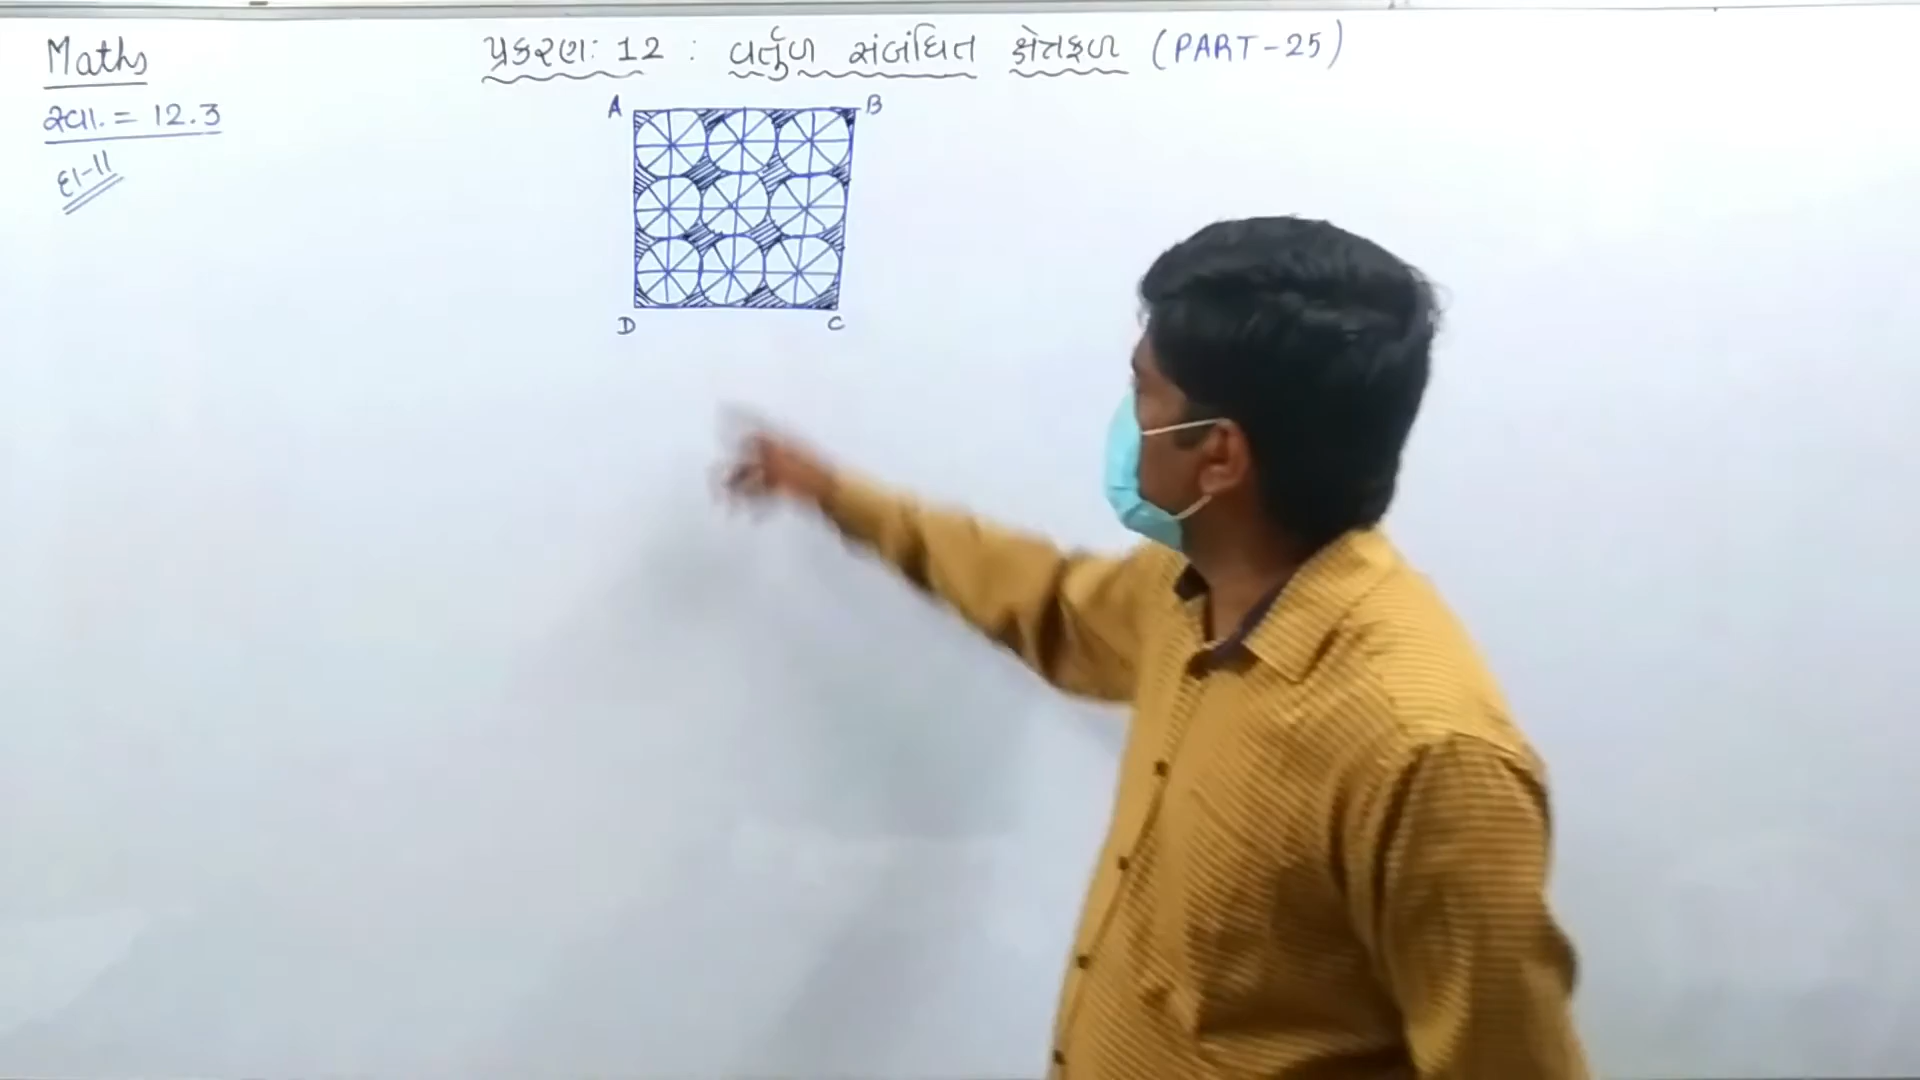 Maths
પ્રકરણ: 12 : વર્તુળ સંબંધિત ક્ષેત્રફળ (PART-25)
સ્વા. = 12.3
દા-11
A
B
D
C